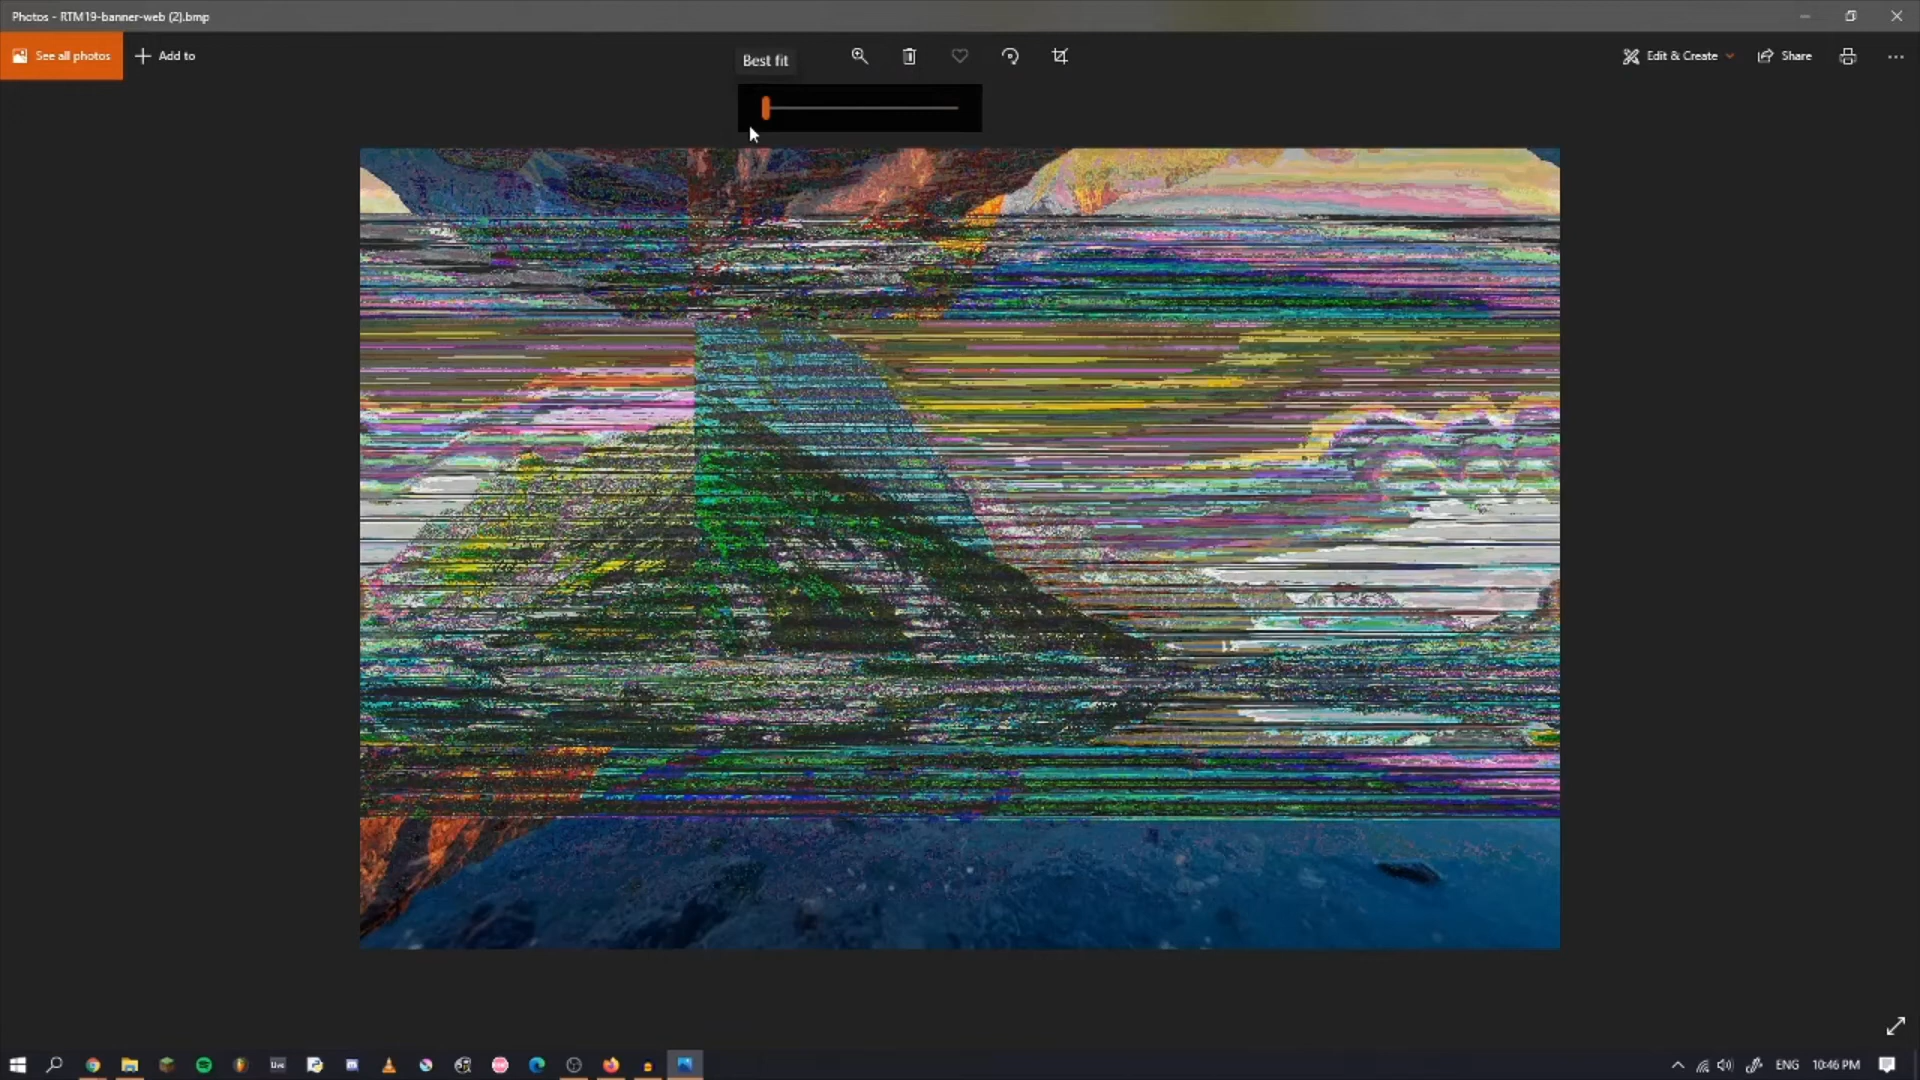 Photos - RTM19-banner-web (2).bmp
See all photos
Add to
Best fit
Edit & Create
Share
Live
ENG
10:46 PM